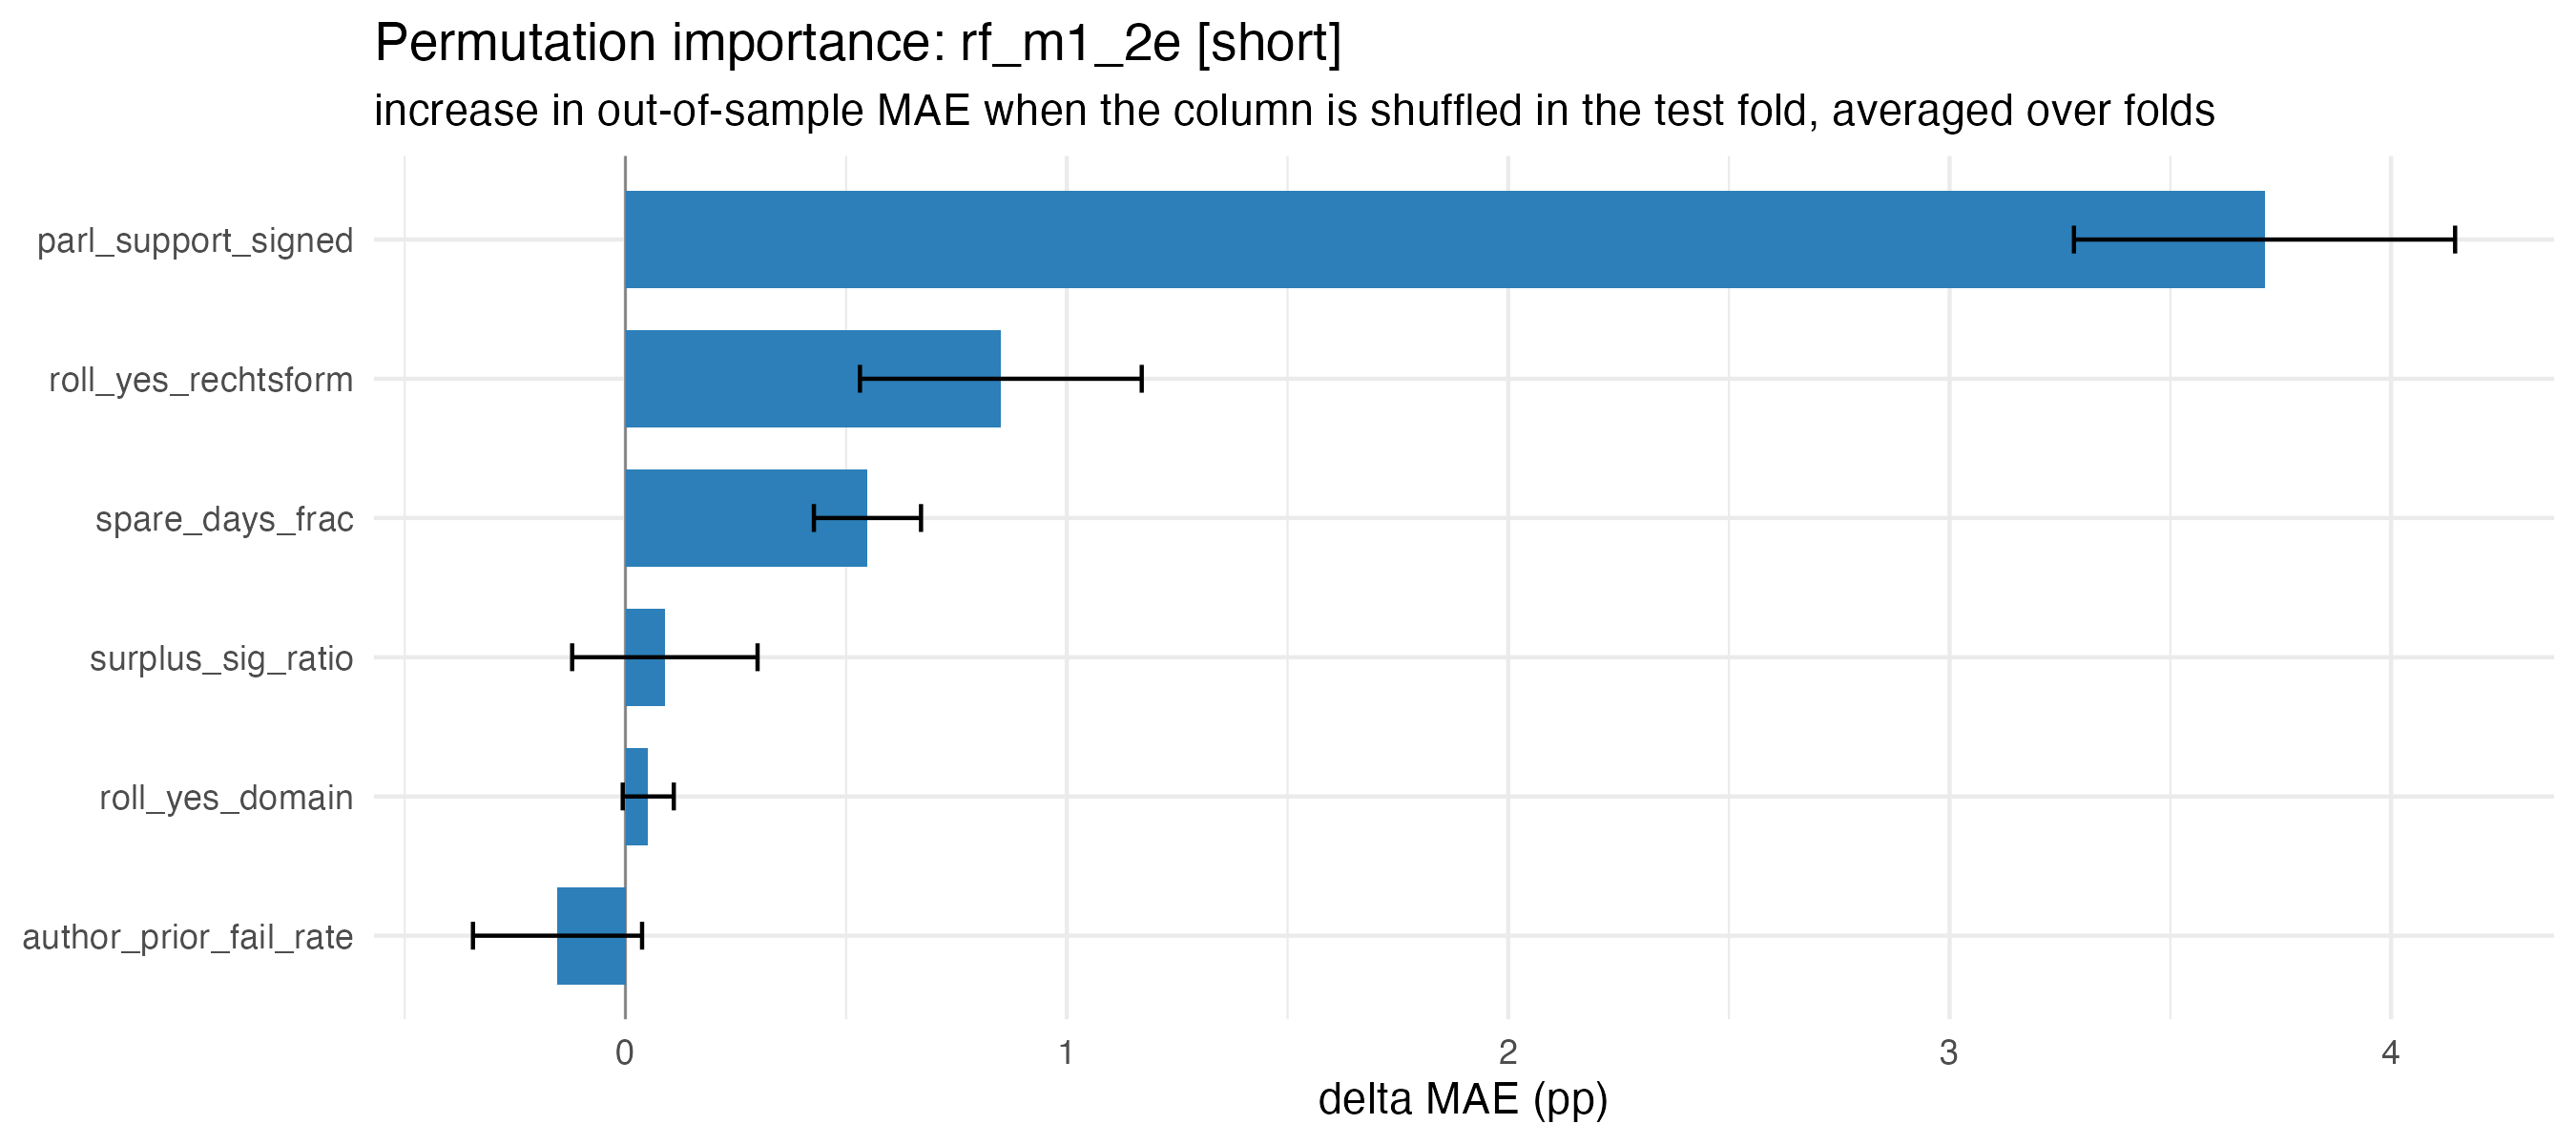 Permutation importance: rf_m1_2e [short]
increase in out-of-sample MAE when the column is shuffled in the test fold, averaged over folds
parl_support_signed
roll_yes_rechtsform
spare_days_frac
surplus_sig_ratio
roll_yes_domain
author_prior_fail_rate
0 1 2 3 4
delta MAE (pp)